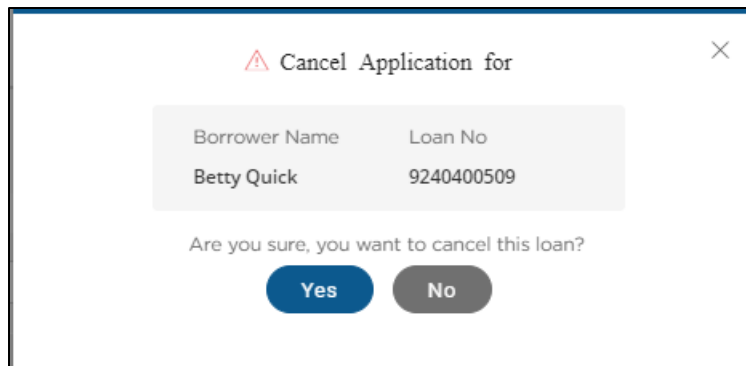 Cancel Application for
Borrower Name Loan No
Betty Quick 9240400509
Are you sure, you want to cancel this loan?
Yes No